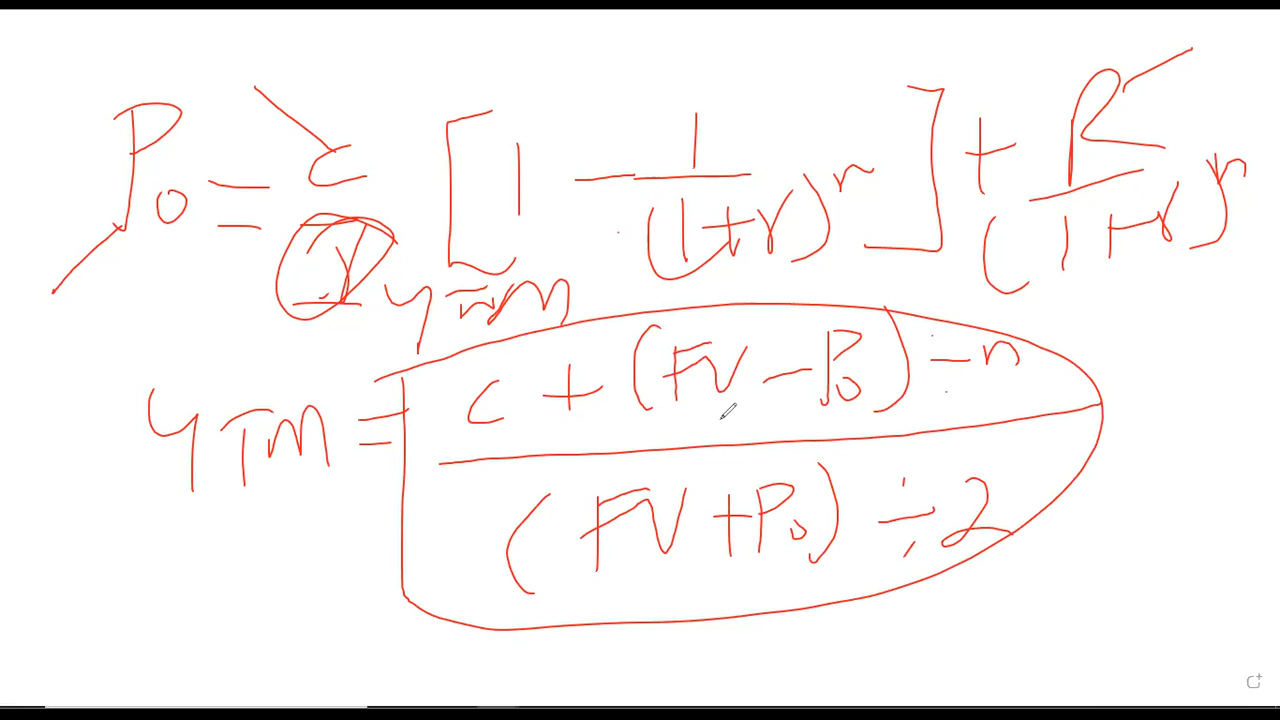 P₀ = C/r [1 - 1/(1+r)ⁿ] + R/(1+r)ⁿ
YTM
YTM = C + (FV - P₀) ÷ n
(FV + P₀) ÷ 2